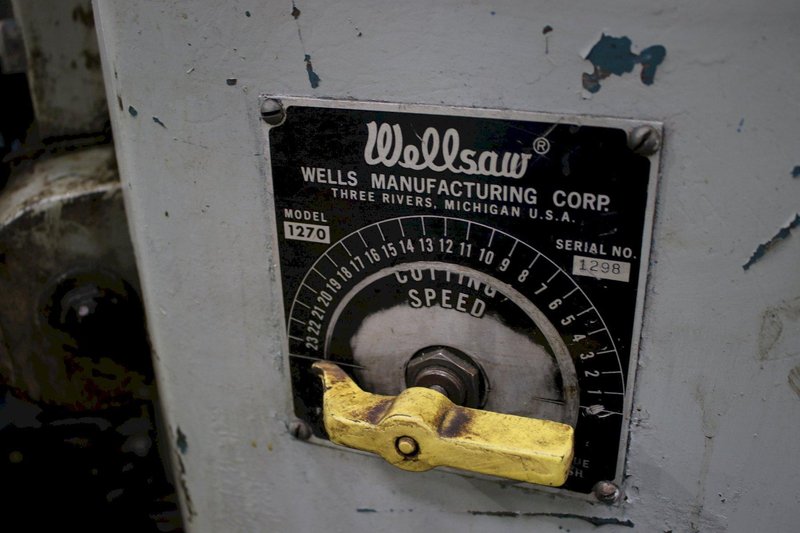 Wellsaw ®
WELLS MANUFACTURING CORP.
THREE RIVERS, MICHIGAN U.S.A.
MODEL
1270
SERIAL NO.
1298
23 22 21 20 19 18 17 16 15 14 13 12 11 10 9 8 7 6 5 4 3 2 1
CUTTING
SPEED